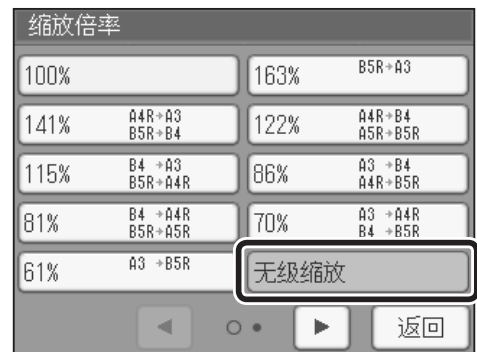 缩放倍率
100%
163% B5R→A3
141% A4R→A3
B5R→B4
122% A4R→B4
A5R→B5R
115% B4 →A3
B5R→A4R
86% A3 →B4
A4R→B5R
81% B4 →A4R
B5R→A5R
70% A3 →A4R
B4 →B5R
61% A3 →B5R
无级缩放
返回